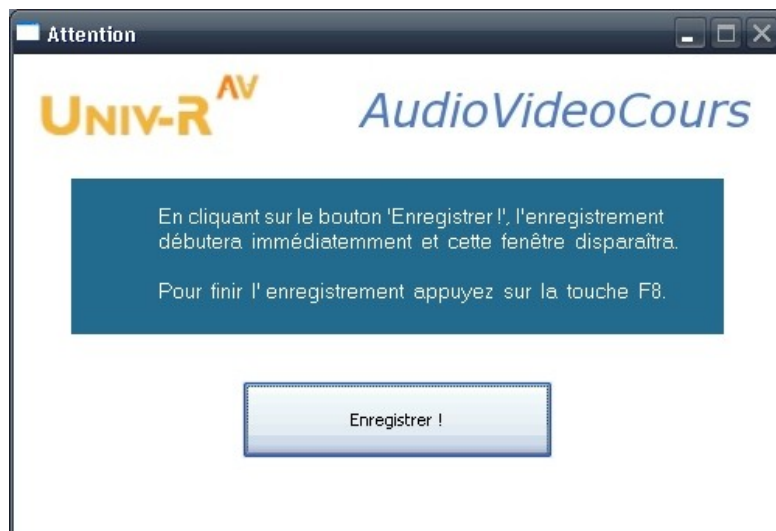 Attention
UNIV-R AV
AudioVideoCours
En cliquant sur le bouton 'Enregistrer !', l'enregistrement
débutera immédiatemment et cette fenêtre disparaîtra.
Pour finir l'enregistrement appuyez sur la touche F8.
Enregistrer !